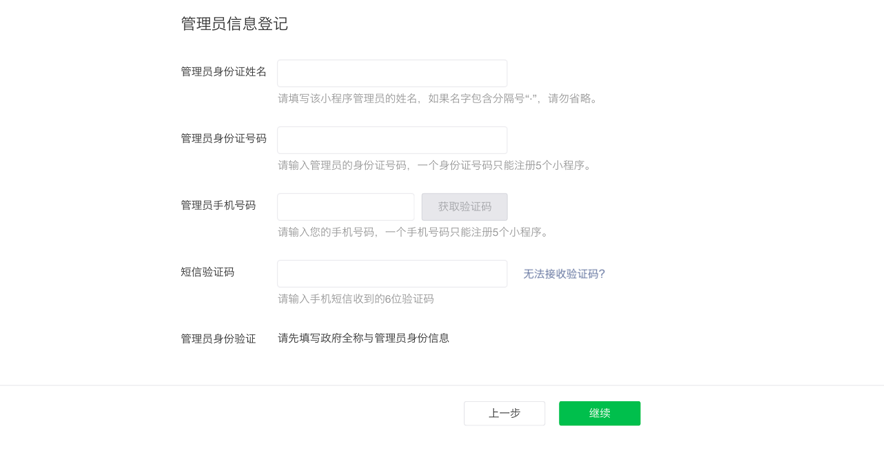 管理员信息登记
管理员身份证姓名
请填写该小程序管理员的姓名，如果名字包含分隔号“·”，请勿省略。
管理员身份证号码
请输入管理员的身份证号码，一个身份证号码只能注册5个小程序。
管理员手机号码
获取验证码
请输入您的手机号码，一个手机号码只能注册5个小程序。
短信验证码
无法接收验证码?
请输入手机短信收到的6位验证码
管理员身份验证
请先填写政府全称与管理员身份信息
上一步
继续